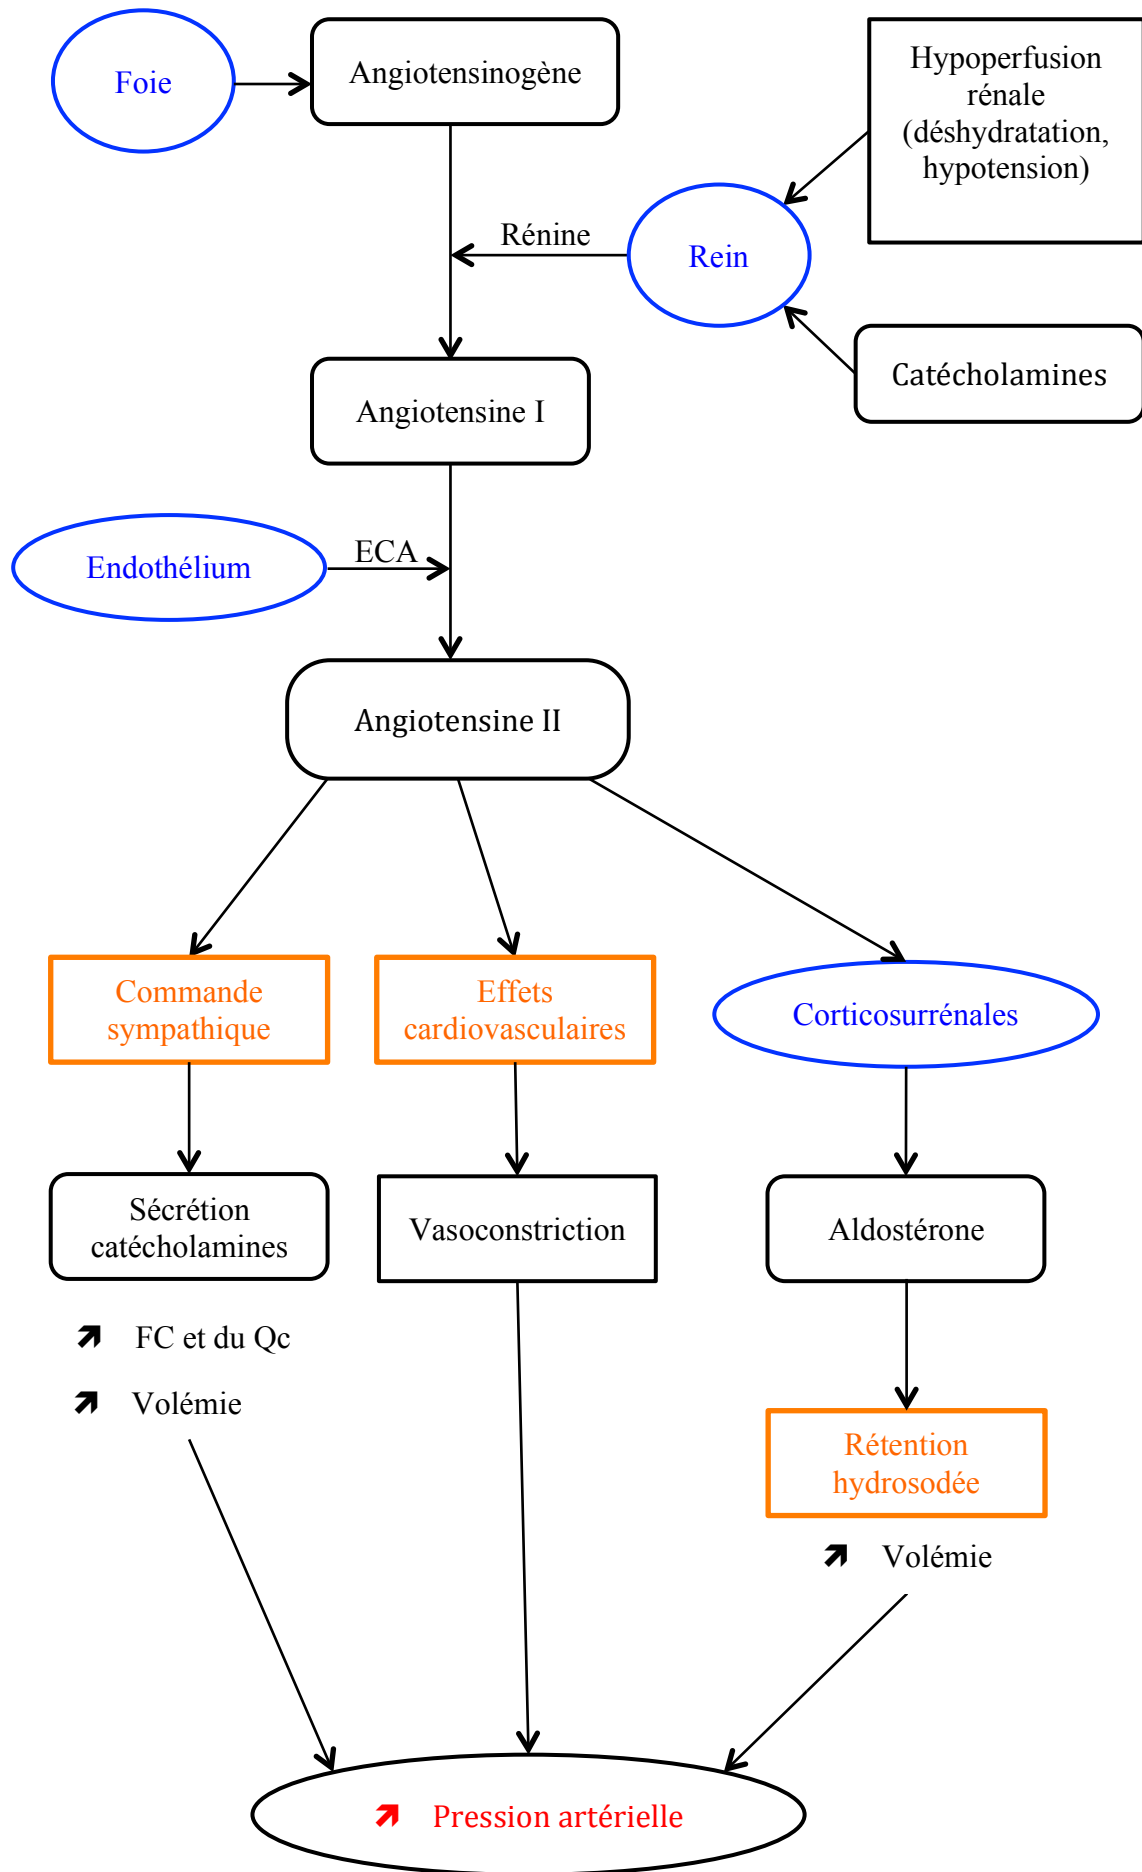 Foie
Angiotensinogène
Hypoperfusion
rénale
(déshydratation,
hypotension)
Rénine
Rein
Catécholamines
Angiotensine I
ECA
Endothélium
Angiotensine II
Commande
sympathique
Effets
cardiovasculaires
Corticosurrénales
Sécrétion
catécholamines
Vasoconstriction
Aldostérone
↗ FC et du Qc
↗ Volémie
Rétention
hydrosodée
↗ Volémie
↗ Pression artérielle